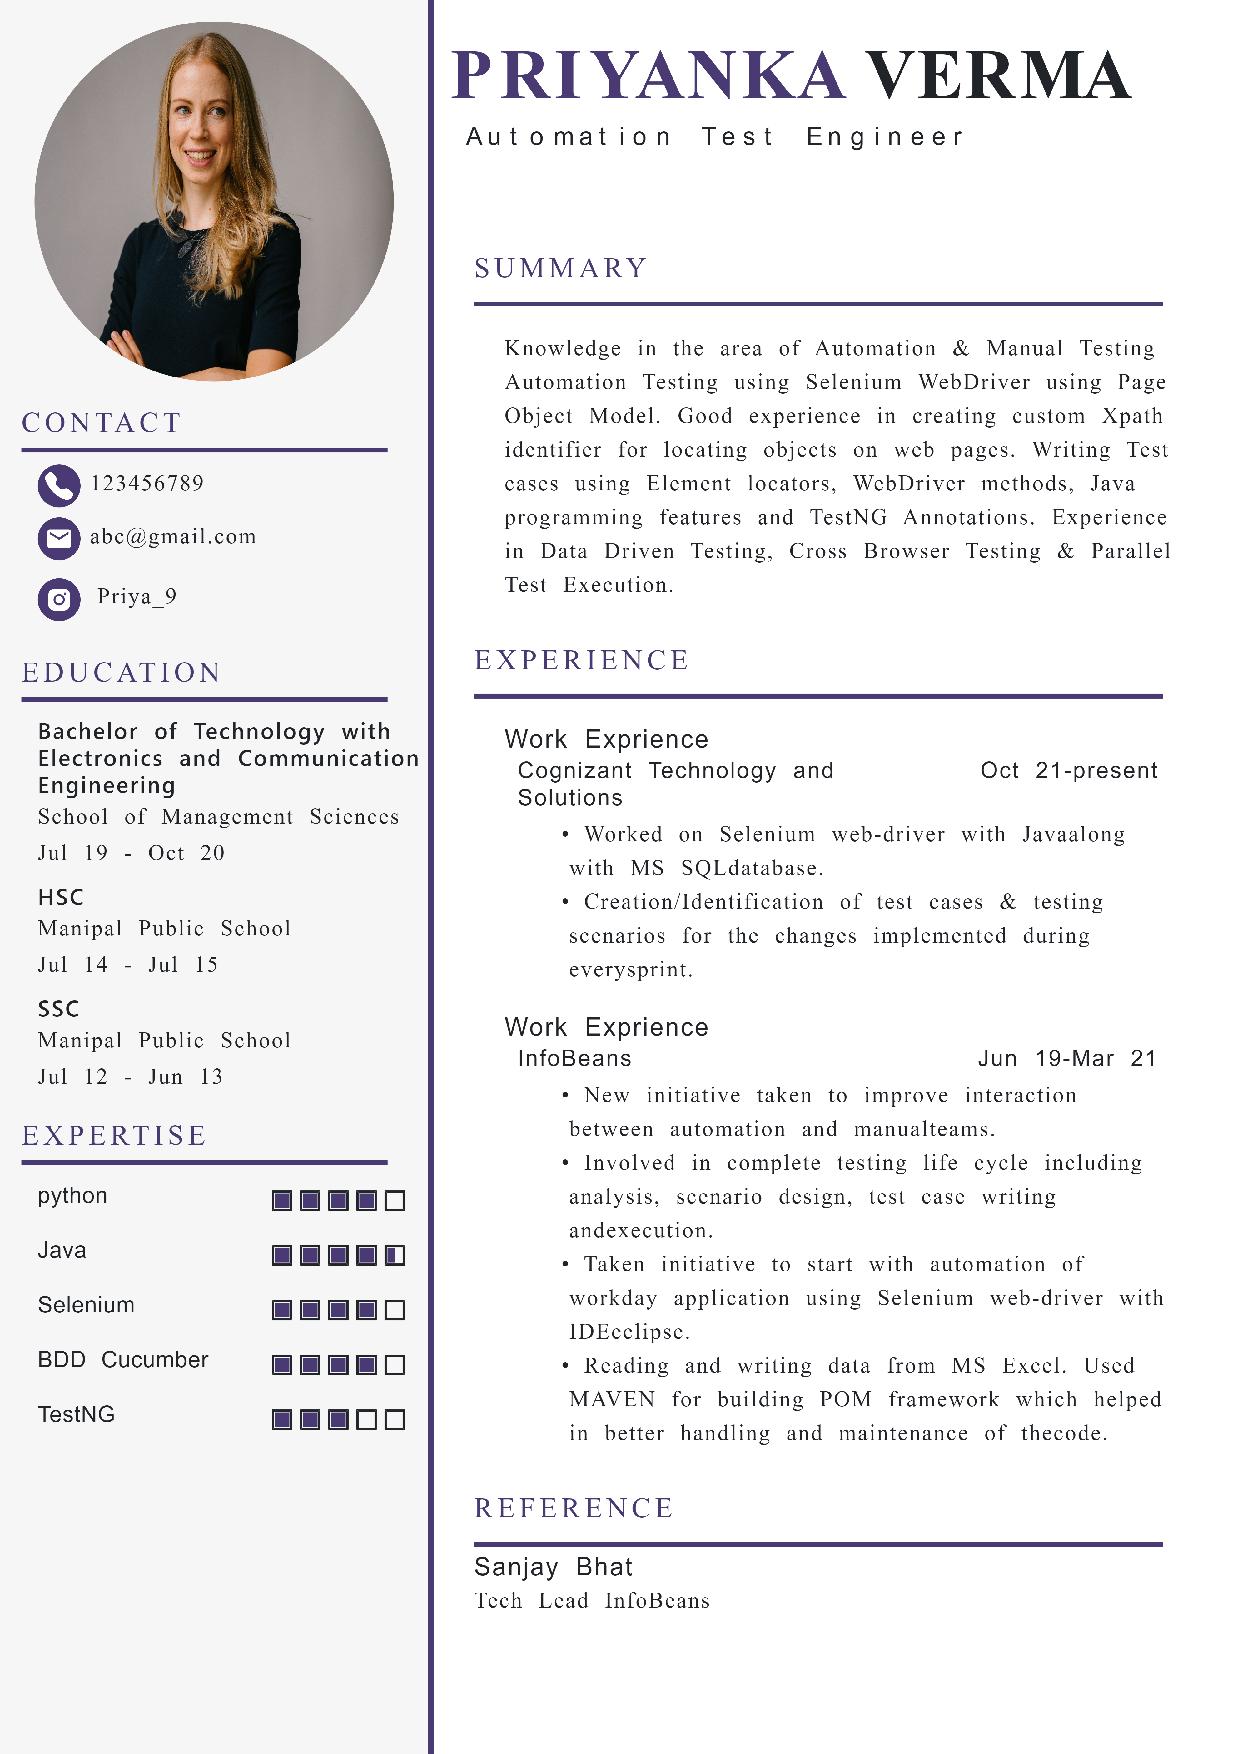 PRIYANKA VERMA
Automation Test Engineer
CONTACT
123456789
abc@gmail.com
Priya_9
EDUCATION
Bachelor of Technology with
Electronics and Communication
Engineering
School of Management Sciences
Jul 19 - Oct 20
HSC
Manipal Public School
Jul 14 - Jul 15
SSC
Manipal Public School
Jul 12 - Jun 13
EXPERTISE
python
Java
Selenium
BDD Cucumber
TestNG
SUMMARY
Knowledge in the area of Automation & Manual Testing
Automation Testing using Selenium WebDriver using Page
Object Model. Good experience in creating custom Xpath
identifier for locating objects on web pages. Writing Test
cases using Element locators, WebDriver methods, Java
programming features and TestNG Annotations. Experience
in Data Driven Testing, Cross Browser Testing & Parallel
Test Execution.
EXPERIENCE
Work Exprience
Cognizant Technology and Oct 21-present
Solutions
• Worked on Selenium web-driver with Javaalong
with MS SQLdatabase.
• Creation/Identification of test cases & testing
scenarios for the changes implemented during
everysprint.
Work Exprience
InfoBeans Jun 19-Mar 21
• New initiative taken to improve interaction
between automation and manualteams.
• Involved in complete testing life cycle including
analysis, scenario design, test case writing
andexecution.
• Taken initiative to start with automation of
workday application using Selenium web-driver with
IDEeclipse.
• Reading and writing data from MS Excel. Used
MAVEN for building POM framework which helped
in better handling and maintenance of thecode.
REFERENCE
Sanjay Bhat
Tech Lead InfoBeans